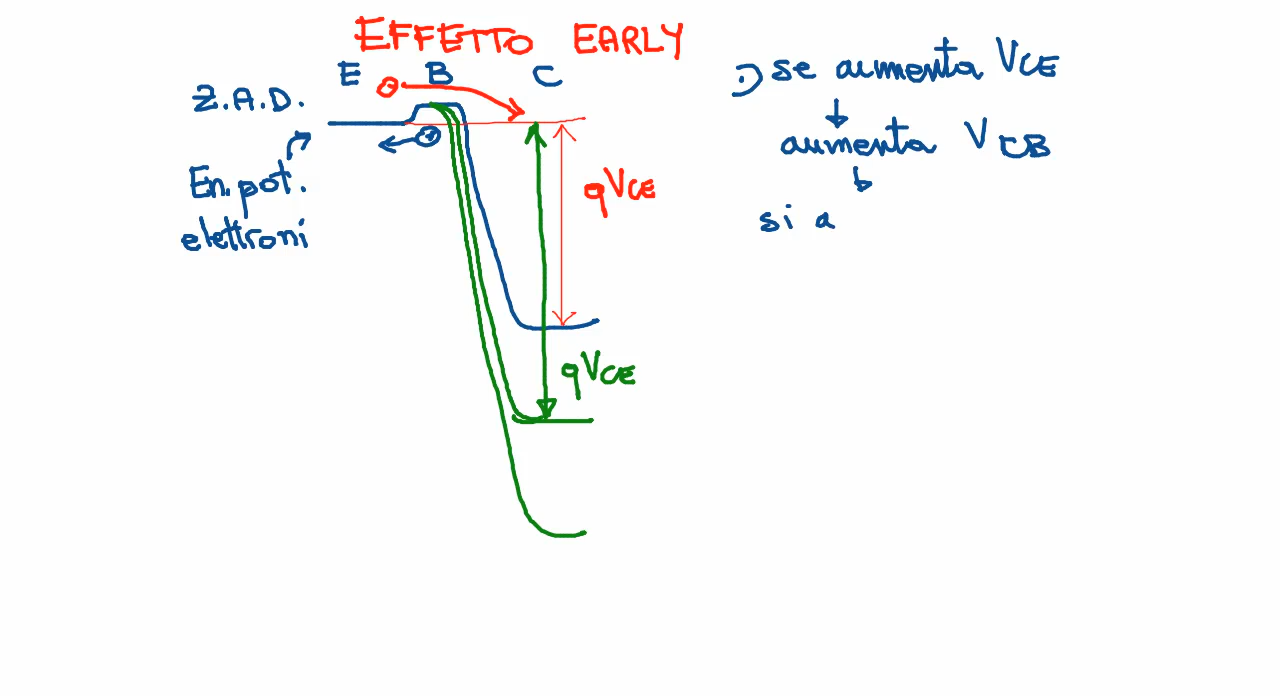 EFFETTO EARLY
E B C
Z.A.D.
En. pot.
elettroni
qVCE
qVCE
·) se aumenta VCE
↓
aumenta VCB
↓
si a